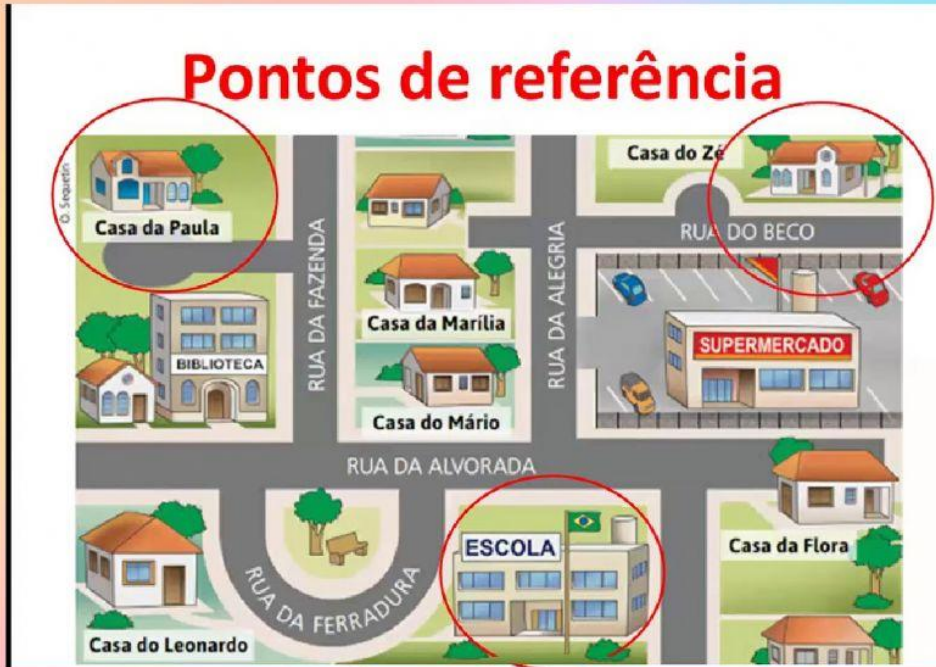 Pontos de referência
O. Sequetin
Casa da Paula
RUA DA FAZENDA
Casa da Marília
Casa do Mário
RUA DA ALEGRIA
Casa do Zé
RUA DO BECO
BIBLIOTECA
SUPERMERCADO
RUA DA ALVORADA
Casa do Leonardo
RUA DA FERRADURA
ESCOLA
Casa da Flora